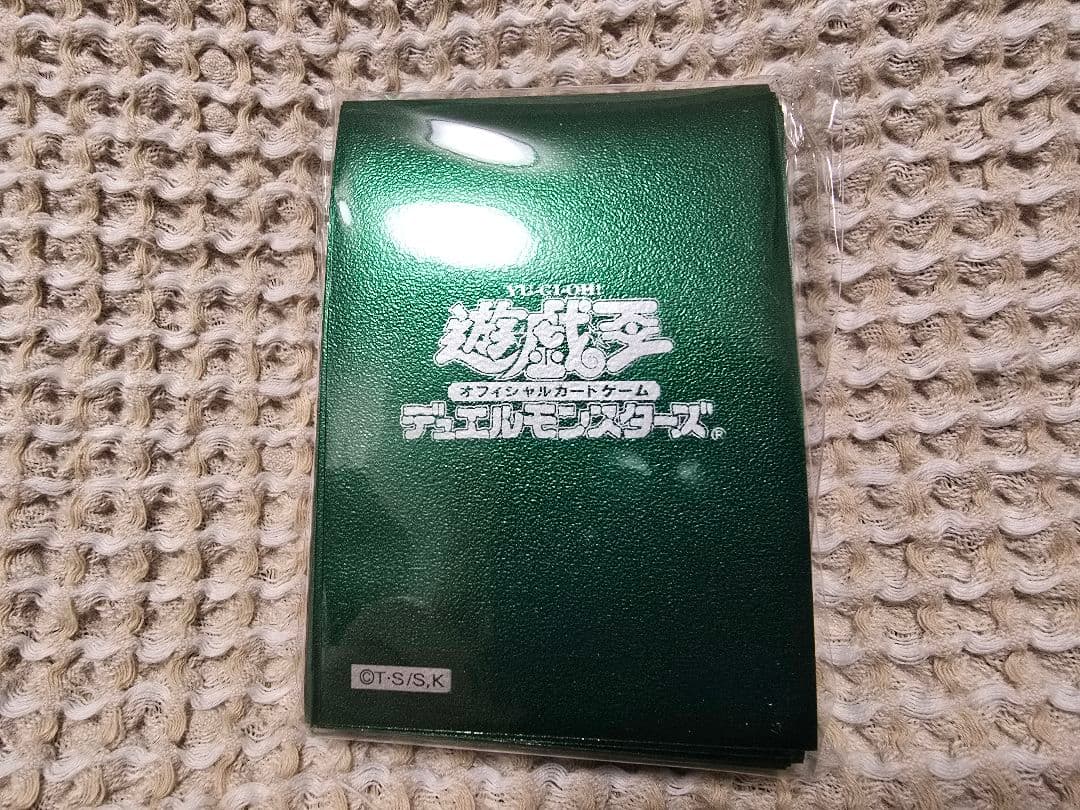 YU-GI-OH!
遊戯王
オフィシャルカードゲーム
デュエルモンスターズ®
©T·S/S,K